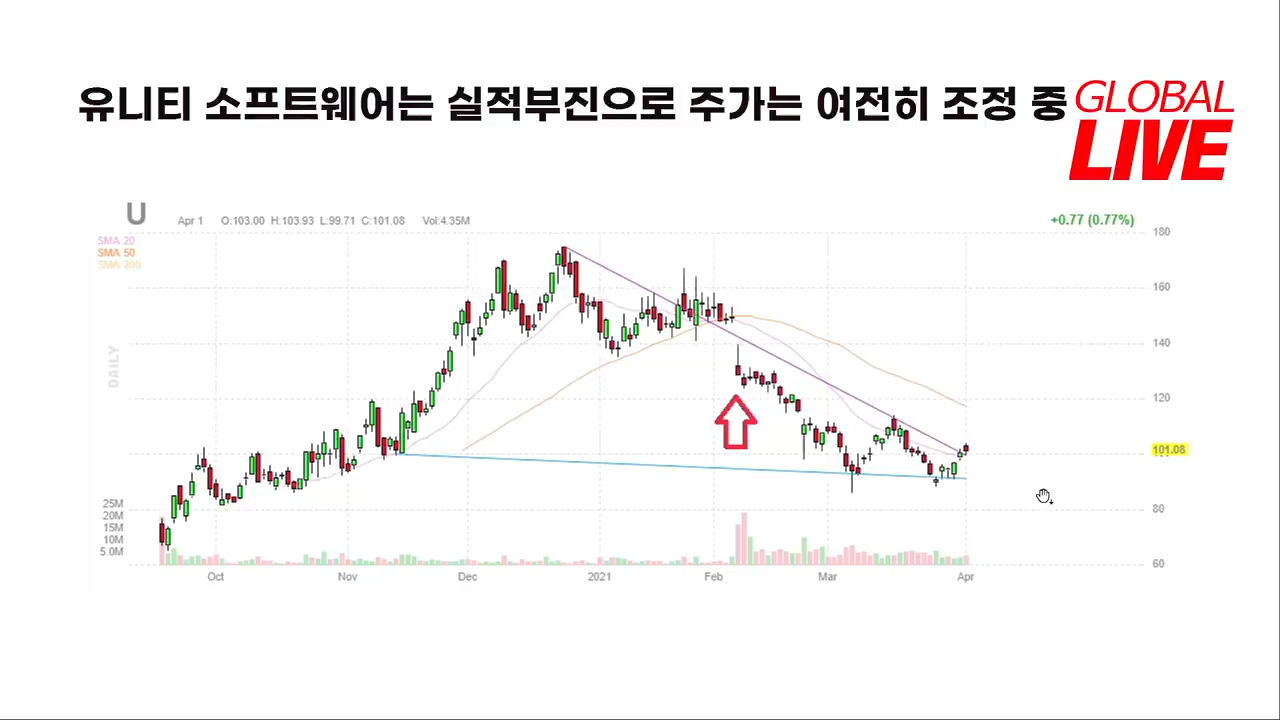 유니티 소프트웨어는 실적부진으로 주가는 여전히 조정 중
GLOBAL
LIVE
U
Apr 1 O:103.00 H:103.93 L:99.71 C:101.08 Vol:4.35M
+0.77 (0.77%)
SMA 20
SMA 50
SMA 200
DAILY
180
160
140
120
101.08
80
60
25M
20M
15M
10M
5.0M
Oct Nov Dec 2021 Feb Mar Apr